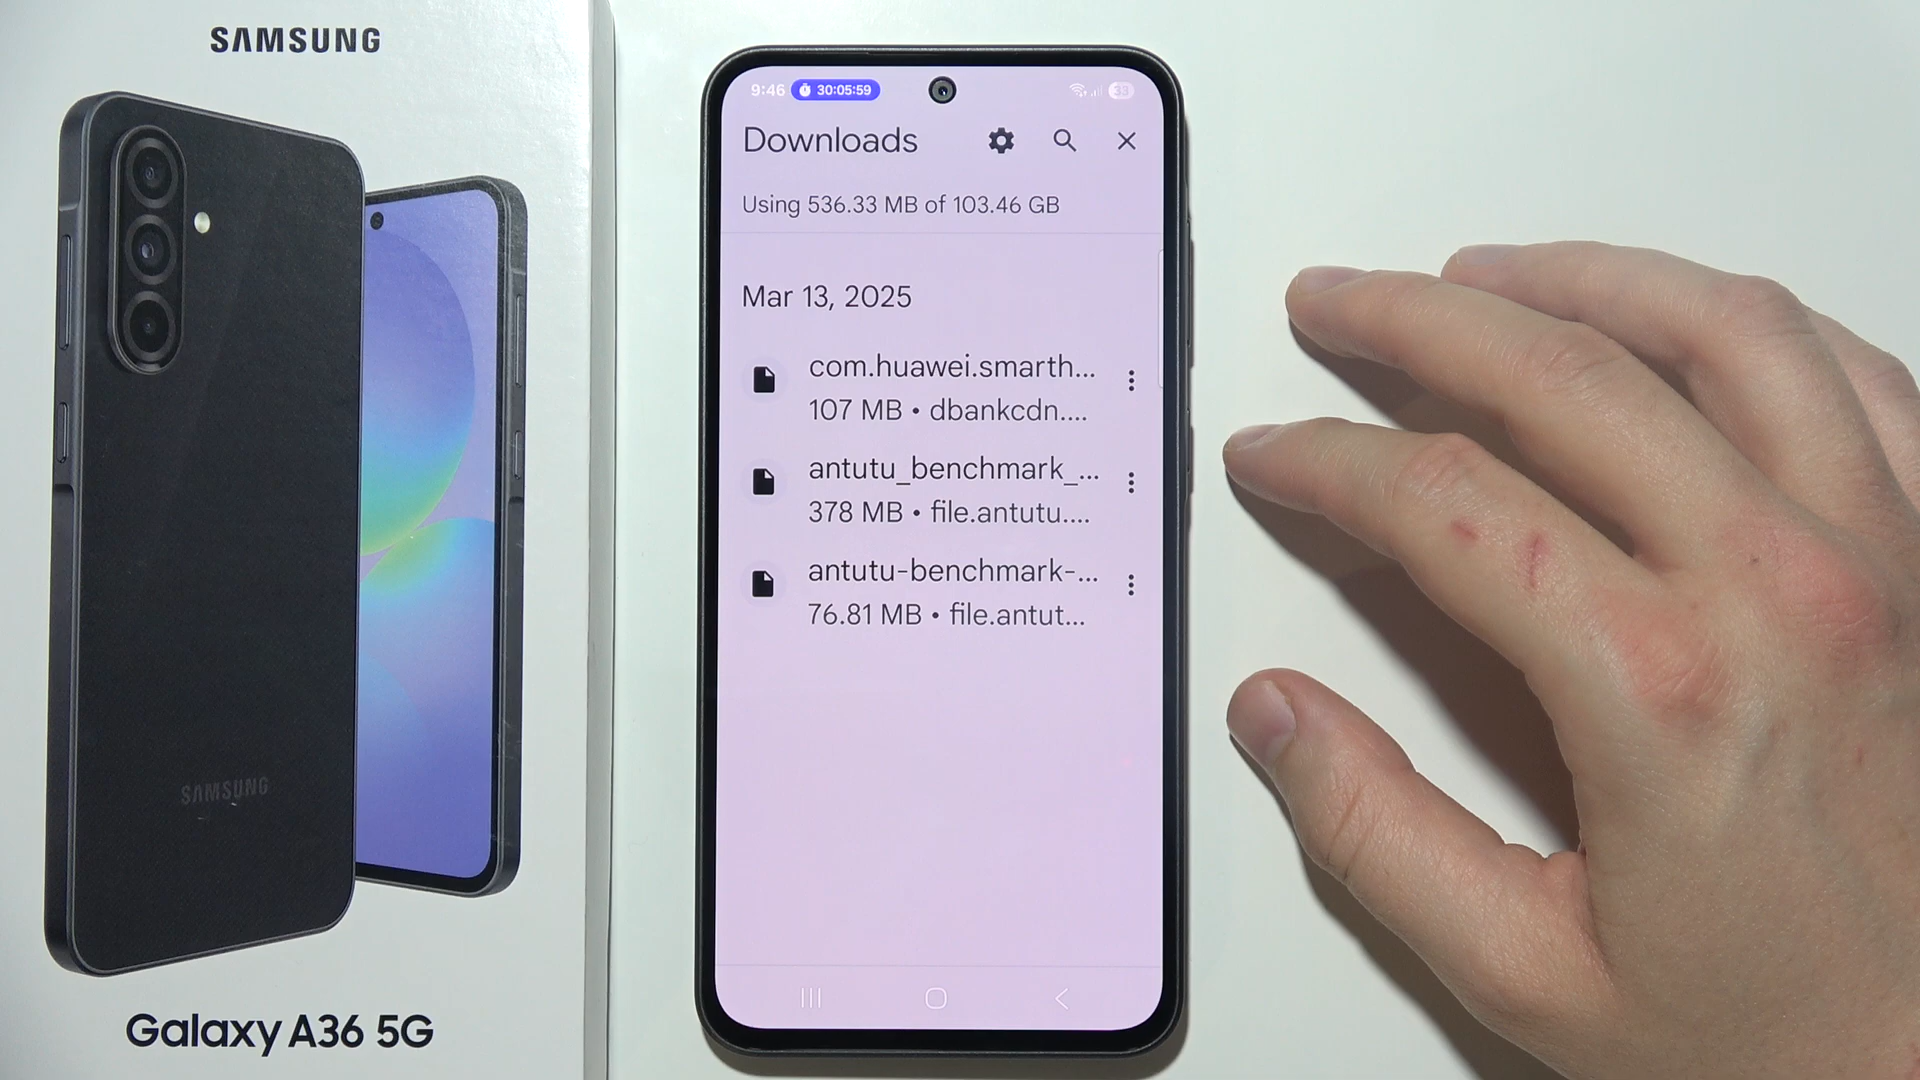 SAMSUNG
SAMSUNG
Galaxy A36 5G
9:46 30:05:59 33
Downloads
Using 536.33 MB of 103.46 GB
Mar 13, 2025
com.huawei.smarth...
107 MB • dbankcdn....
antutu_benchmark_...
378 MB • file.antutu....
antutu-benchmark-...
76.81 MB • file.antut...